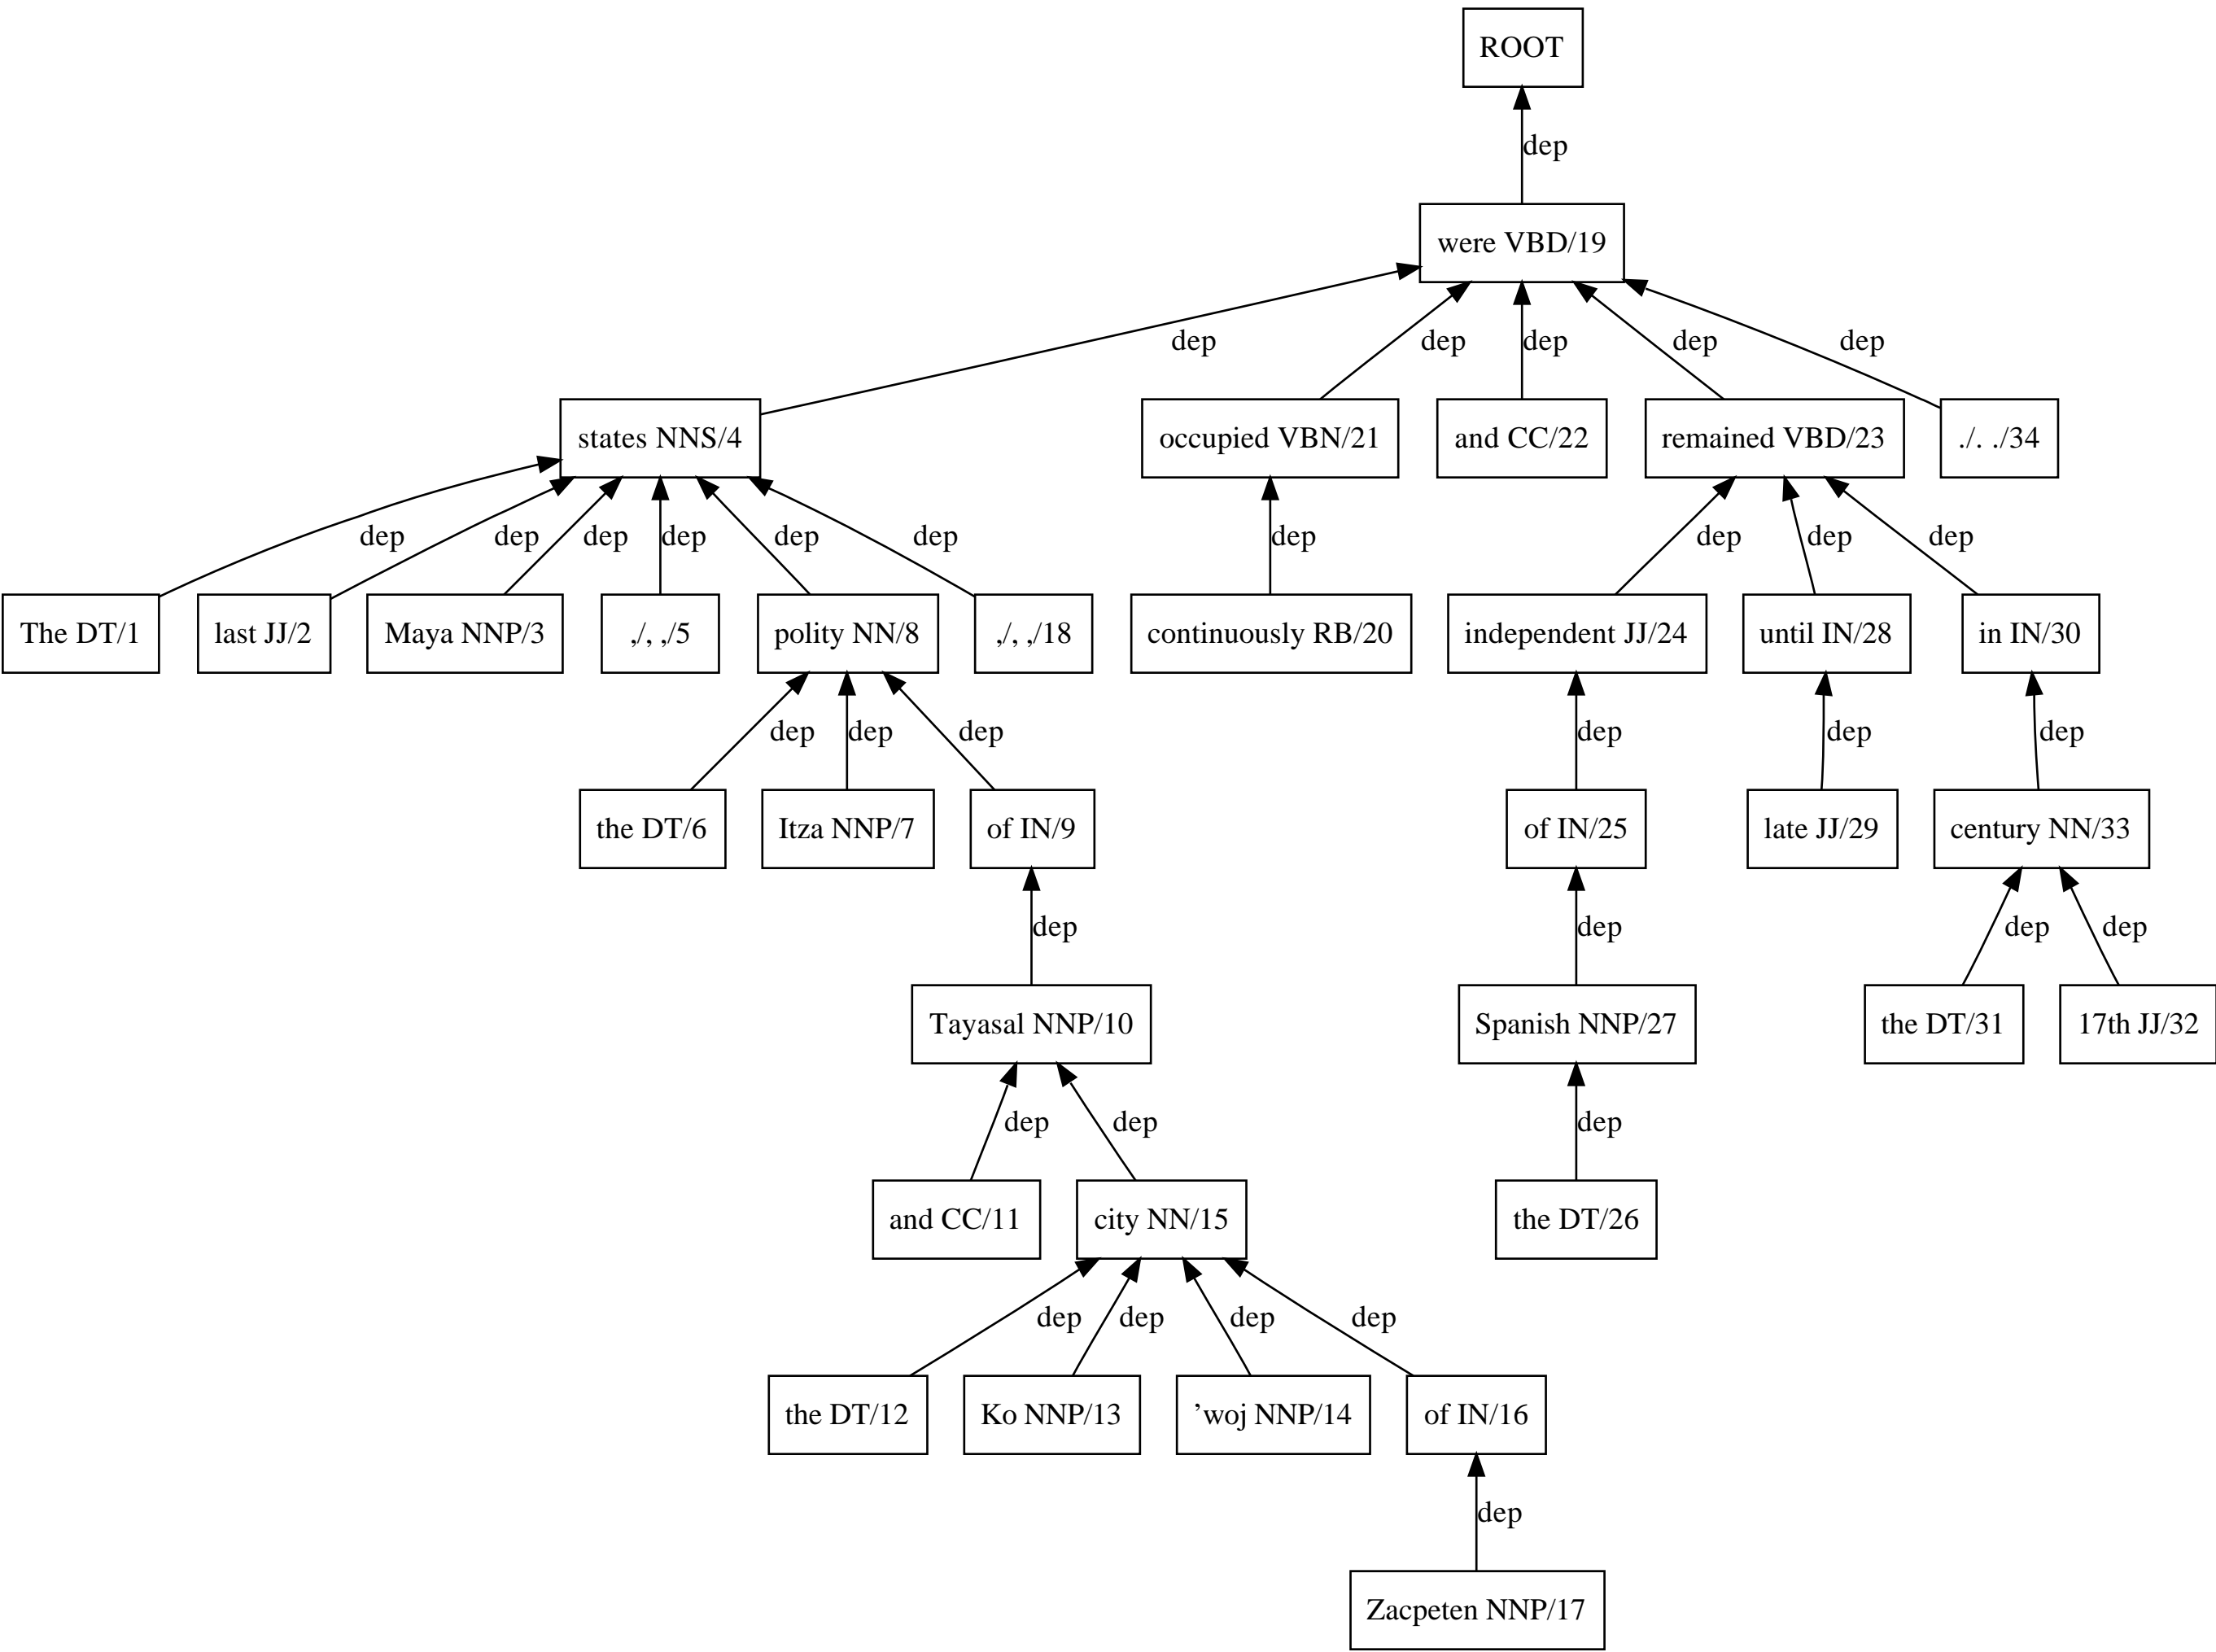 ROOT
dep
were VBD/19
dep dep dep dep dep
states NNS/4 occupied VBN/21 and CC/22 remained VBD/23 ./. ./34
dep dep dep dep dep dep dep dep dep dep
The DT/1 last JJ/2 Maya NNP/3 ,/, ,/5 polity NN/8 ,/, ,/18 continuously RB/20 independent JJ/24 until IN/28 in IN/30
dep dep dep dep dep dep
the DT/6 Itza NNP/7 of IN/9 of IN/25 late JJ/29 century NN/33
dep dep dep dep
Tayasal NNP/10 Spanish NNP/27 the DT/31 17th JJ/32
dep dep dep
and CC/11 city NN/15 the DT/26
dep dep dep dep
the DT/12 Ko NNP/13 ’woj NNP/14 of IN/16
dep
Zacpeten NNP/17